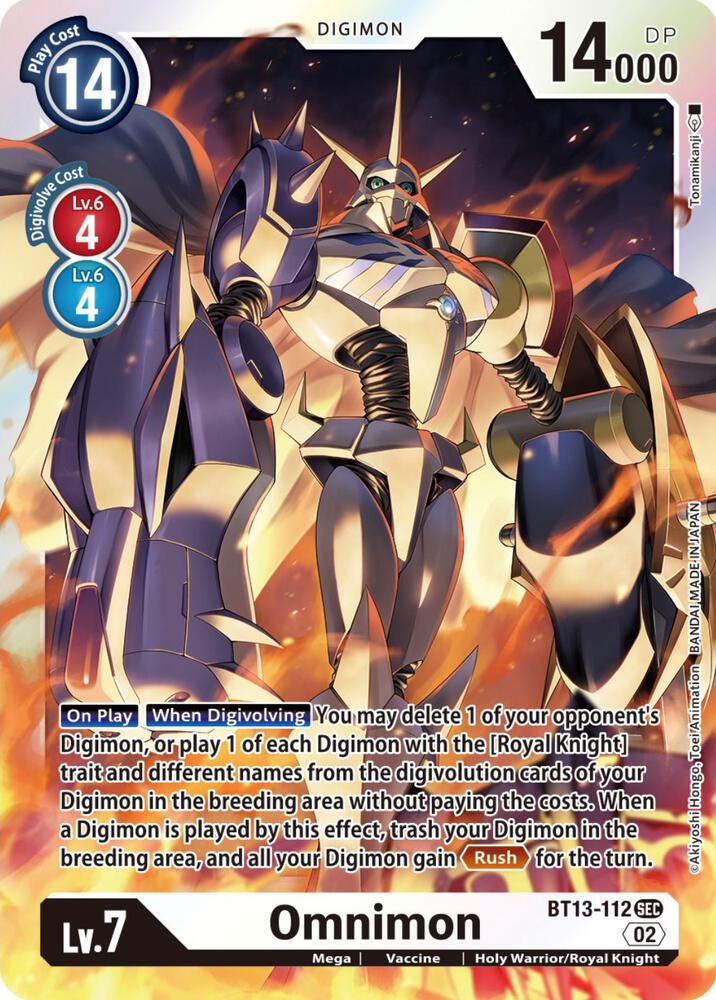 DIGIMON
Play Cost
14
DP
14000
Digivolve Cost
Lv.6
4
Lv.6
4
Tonamikanji
On Play When Digivolving You may delete 1 of your opponent's
Digimon, or play 1 of each Digimon with the [Royal Knight]
trait and different names from the digivolution cards of your
Digimon in the breeding area without paying the costs. When
a Digimon is played by this effect, trash your Digimon in the
breeding area, and all your Digimon gain Rush for the turn.
©Akiyoshi Hongo, Toei Animation BANDAI, MADE IN JAPAN
Lv.7
Omnimon
BT13-112 SEC
02
Mega | Vaccine | Holy Warrior/Royal Knight